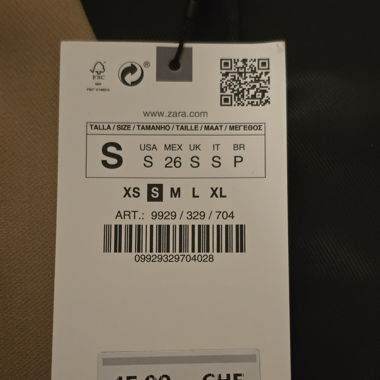 FSC
www.zara.com
TALLA / SIZE / TAMANHO / TAILLE / MAAT / ΜΕΓΕΘΟΣ
S
USA MEX UK IT BR
S 26 S S P
XS S M L XL
ART.: 9929 / 329 / 704
09929329704028
CHF